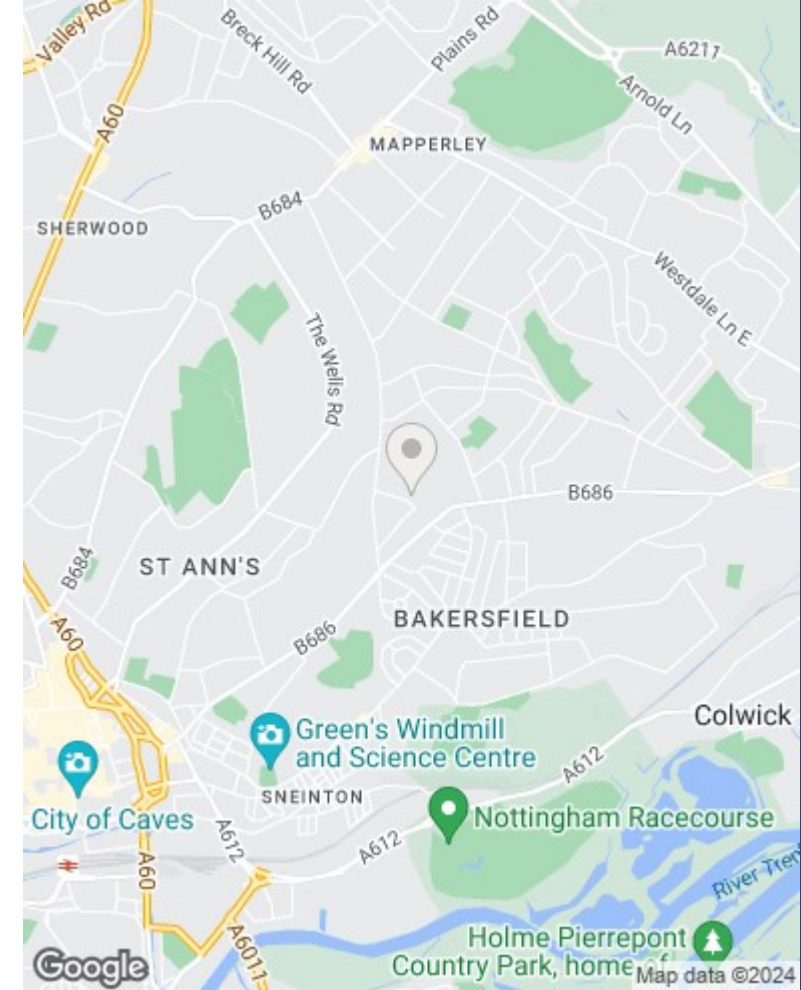 Valley Rd
Breck Hill Rd
Plains Rd
A6211
Arnold Ln
A60
MAPPERLEY
B684
SHERWOOD
Westdale Ln E
The Wells Rd
B686
B684
ST ANN'S
BAKERSFIELD
A60
B686
Colwick
Green's Windmill
and Science Centre
A612
SNEINTON
City of Caves
Nottingham Racecourse
A612
A612
A60
River Tren
A6011
Holme Pierrepont
Country Park, home of
Google
Map data ©2024